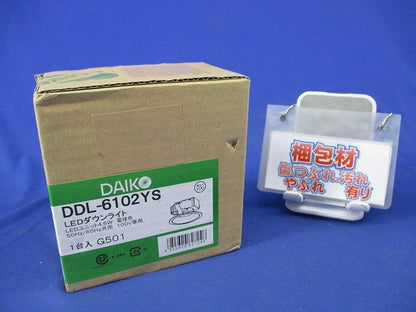 DAIKO
DDL-6102YS
LEDダウンライト
LEDユニット4.6W 電球色
50Hz/60Hz共用 100V専用
1台入 G501
梱包材
傷つぶれ汚れ
やぶれ 有り